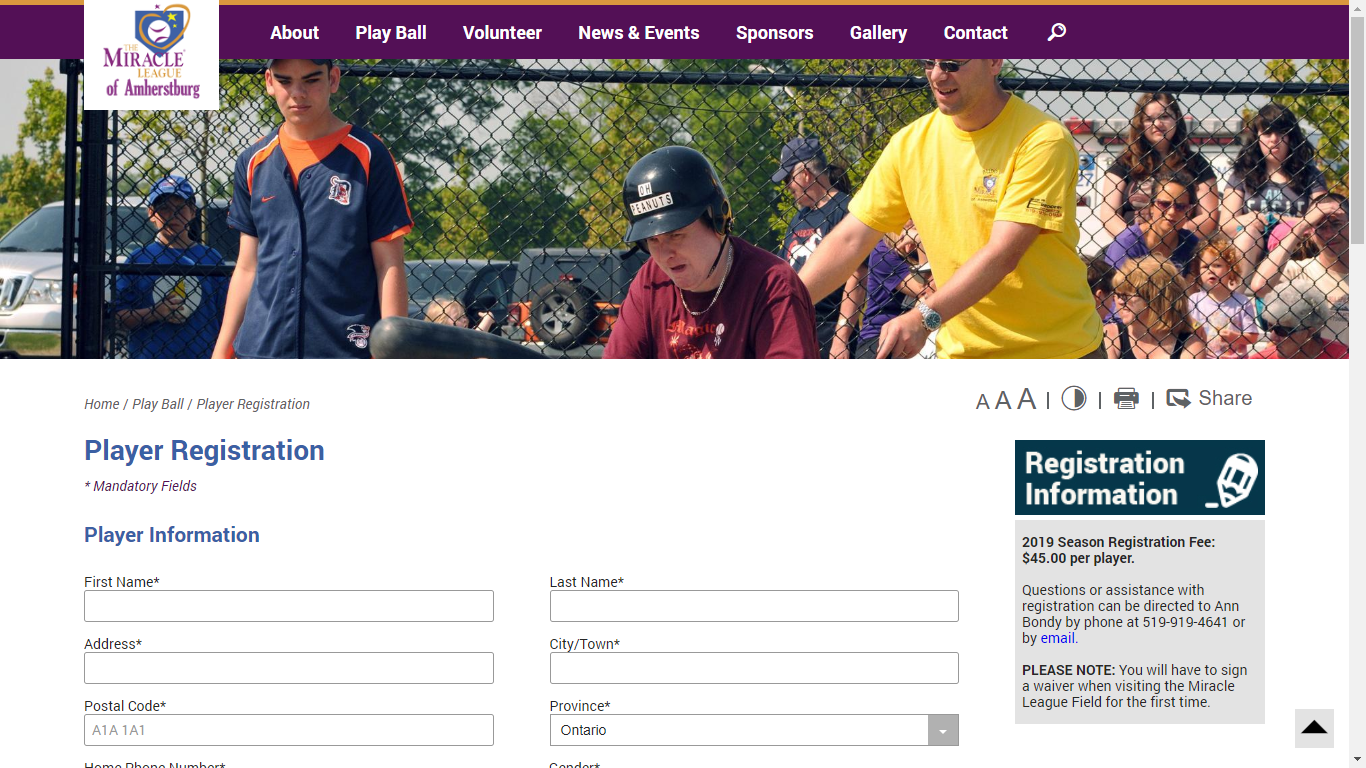 THE
MIRACLE
LEAGUE
of Amherstburg
About Play Ball Volunteer News & Events Sponsors Gallery Contact
OH
PEANUTS
D
Magic
Home / Play Ball / Player Registration
A A A | | | Share
Player Registration
* Mandatory Fields
Player Information
First Name* Last Name*
Address* City/Town*
Postal Code* Province*
A1A 1A1 Ontario
Home Phone Number* Gender*
Registration
Information
2019 Season Registration Fee:
$45.00 per player.
Questions or assistance with
registration can be directed to Ann
Bondy by phone at 519-919-4641 or
by email.
PLEASE NOTE: You will have to sign
a waiver when visiting the Miracle
League Field for the first time.